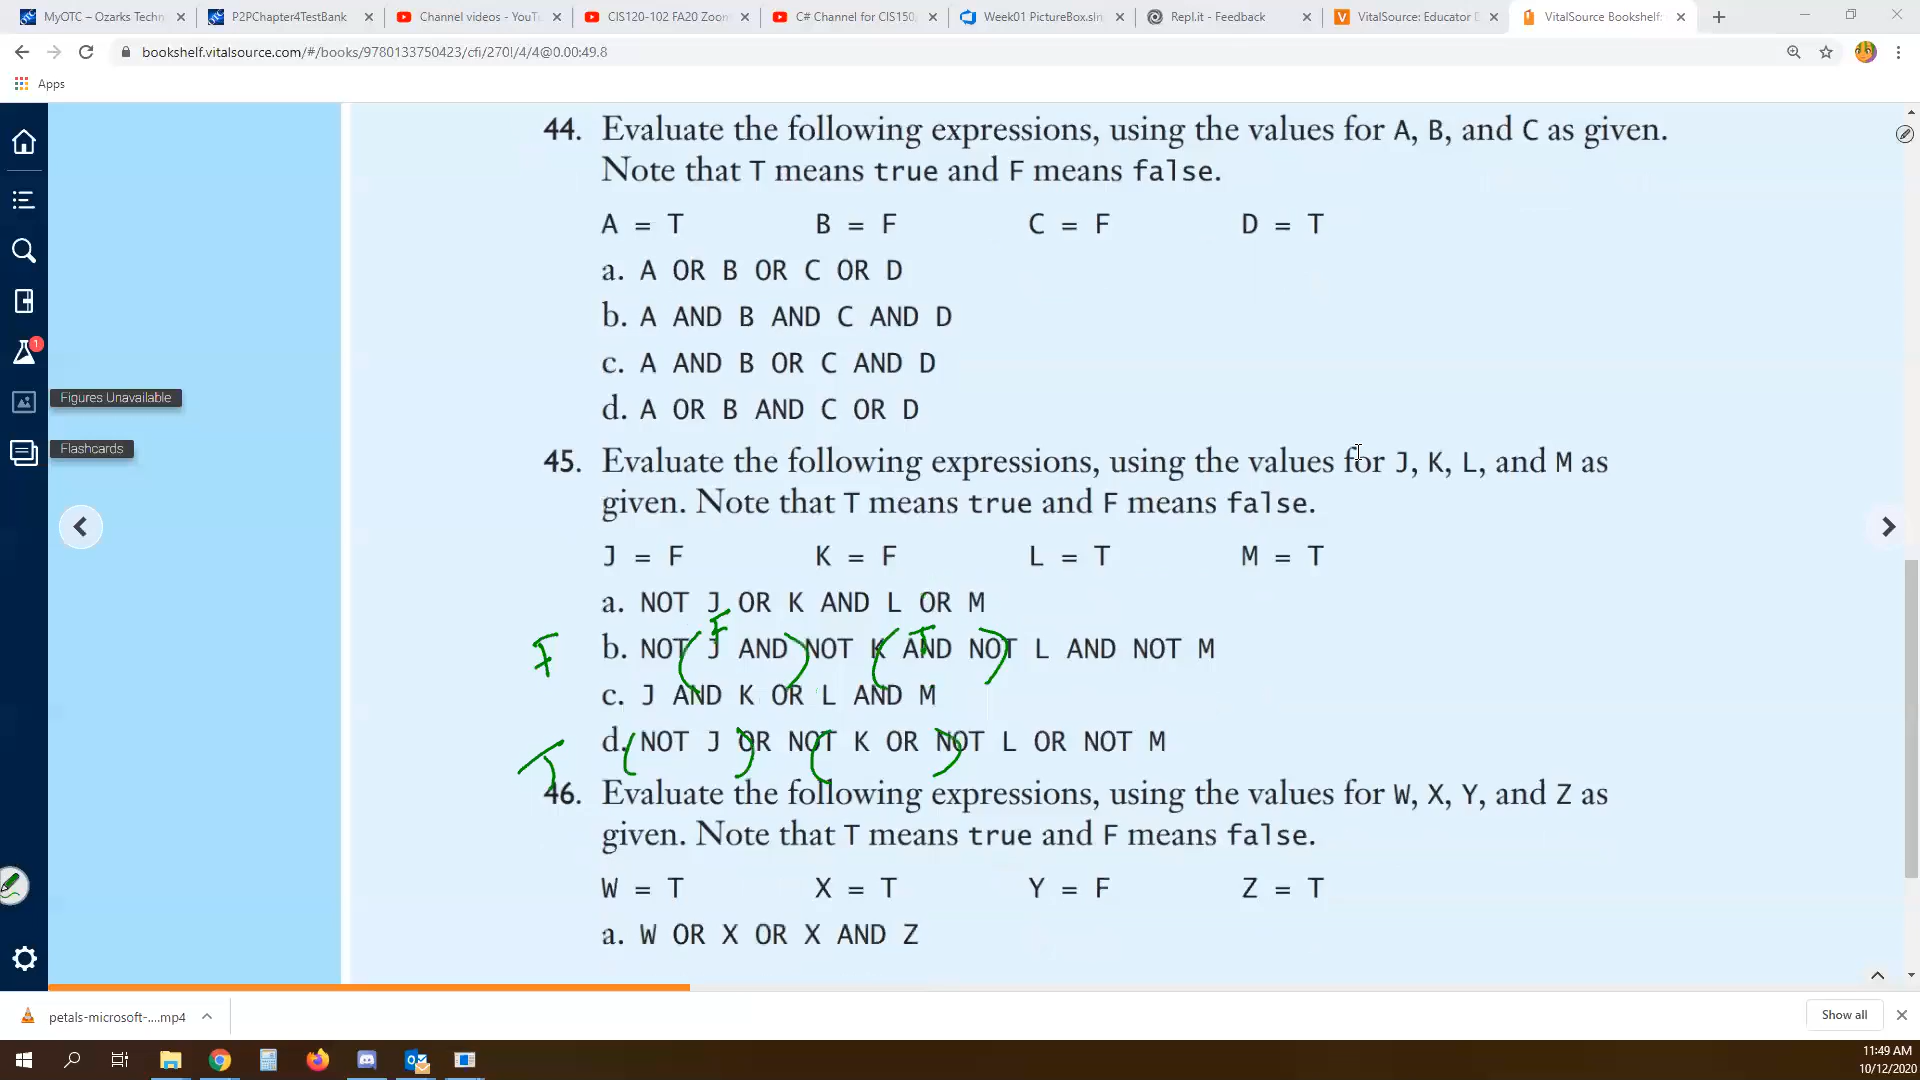 MyOTC – Ozarks Techn
P2PChapter4TestBank
Channel videos - YouTu
CIS120-102 FA20 Zoom
C# Channel for CIS150,
Week01 PictureBox.sln
Repl.it - Feedback
VitalSource: Educator D
VitalSource Bookshelf:
bookshelf.vitalsource.com/#/books/9780133750423/cfi/270!/4/4@0.00:49.8
Apps
44. Evaluate the following expressions, using the values for A, B, and C as given.
Note that T means true and F means false.
A = T B = F C = F D = T
a. A OR B OR C OR D
b. A AND B AND C AND D
c. A AND B OR C AND D
d. A OR B AND C OR D
1
Figures Unavailable
Flashcards
45. Evaluate the following expressions, using the values for J, K, L, and M as
given. Note that T means true and F means false.
J = F K = F L = T M = T
a. NOT J OR K AND L OR M
F T
F b. NOT J AND NOT K AND NOT L AND NOT M
c. J AND K OR L AND M
T d. NOT J OR NOT K OR NOT L OR NOT M
46. Evaluate the following expressions, using the values for W, X, Y, and Z as
given. Note that T means true and F means false.
W = T X = T Y = F Z = T
a. W OR X OR X AND Z
petals-microsoft-....mp4
Show all
11:49 AM
10/12/2020